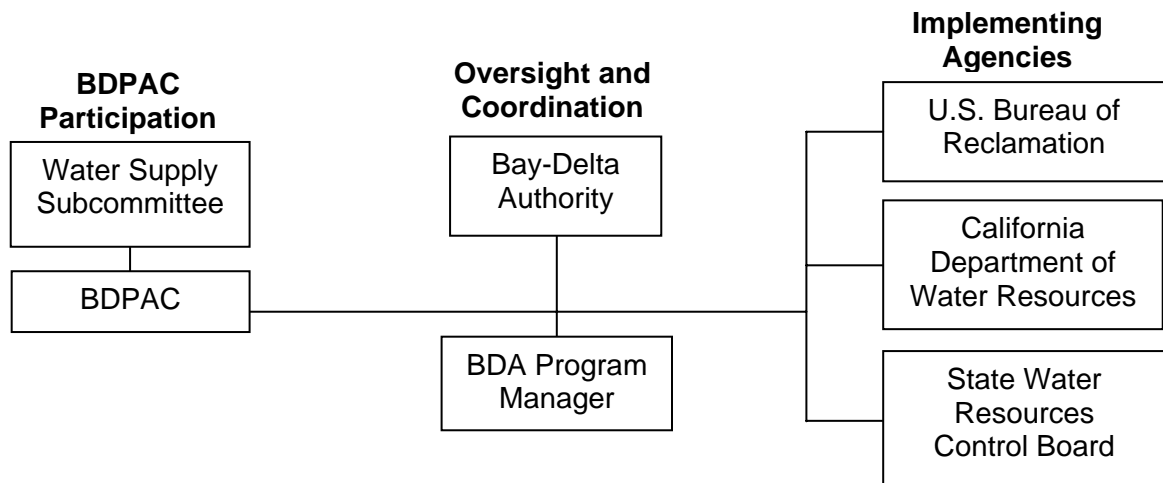 BDPAC
Participation
Water Supply
Subcommittee
BDPAC
Oversight and
Coordination
Bay-Delta
Authority
BDA Program
Manager
Implementing
Agencies
U.S. Bureau of
Reclamation
California
Department of
Water Resources
State Water
Resources
Control Board